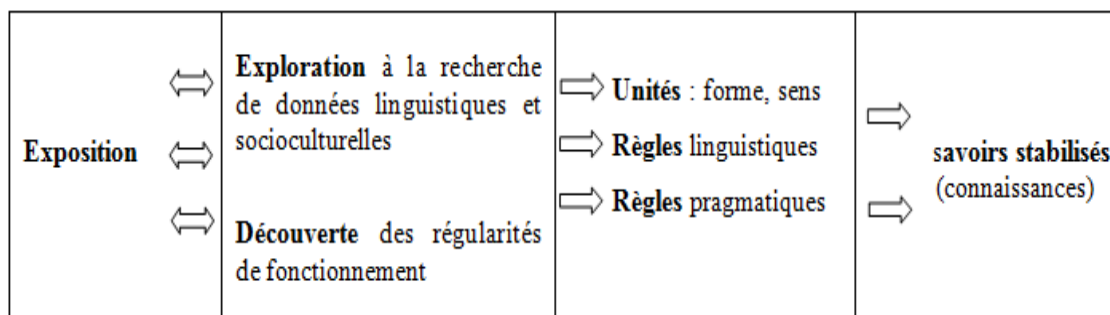 Exposition
Exploration à la recherche
de données linguistiques et
socioculturelles
Découverte des régularités
de fonctionnement
Unités : forme, sens
Règles linguistiques
Règles pragmatiques
savoirs stabilisés
(connaissances)